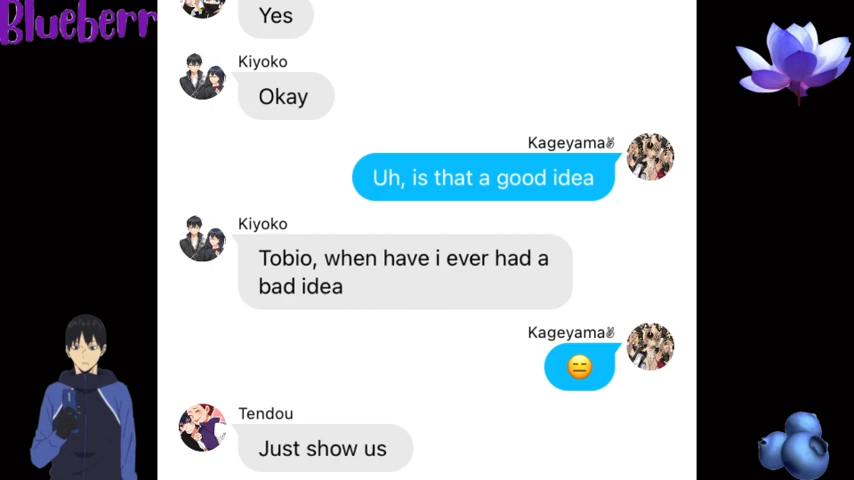 Blueberr
Yes
Kiyoko
Okay
Kageyama✌
Uh, is that a good idea
Kiyoko
Tobio, when have i ever had a
bad idea
Kageyama✌
😑
Tendou
Just show us